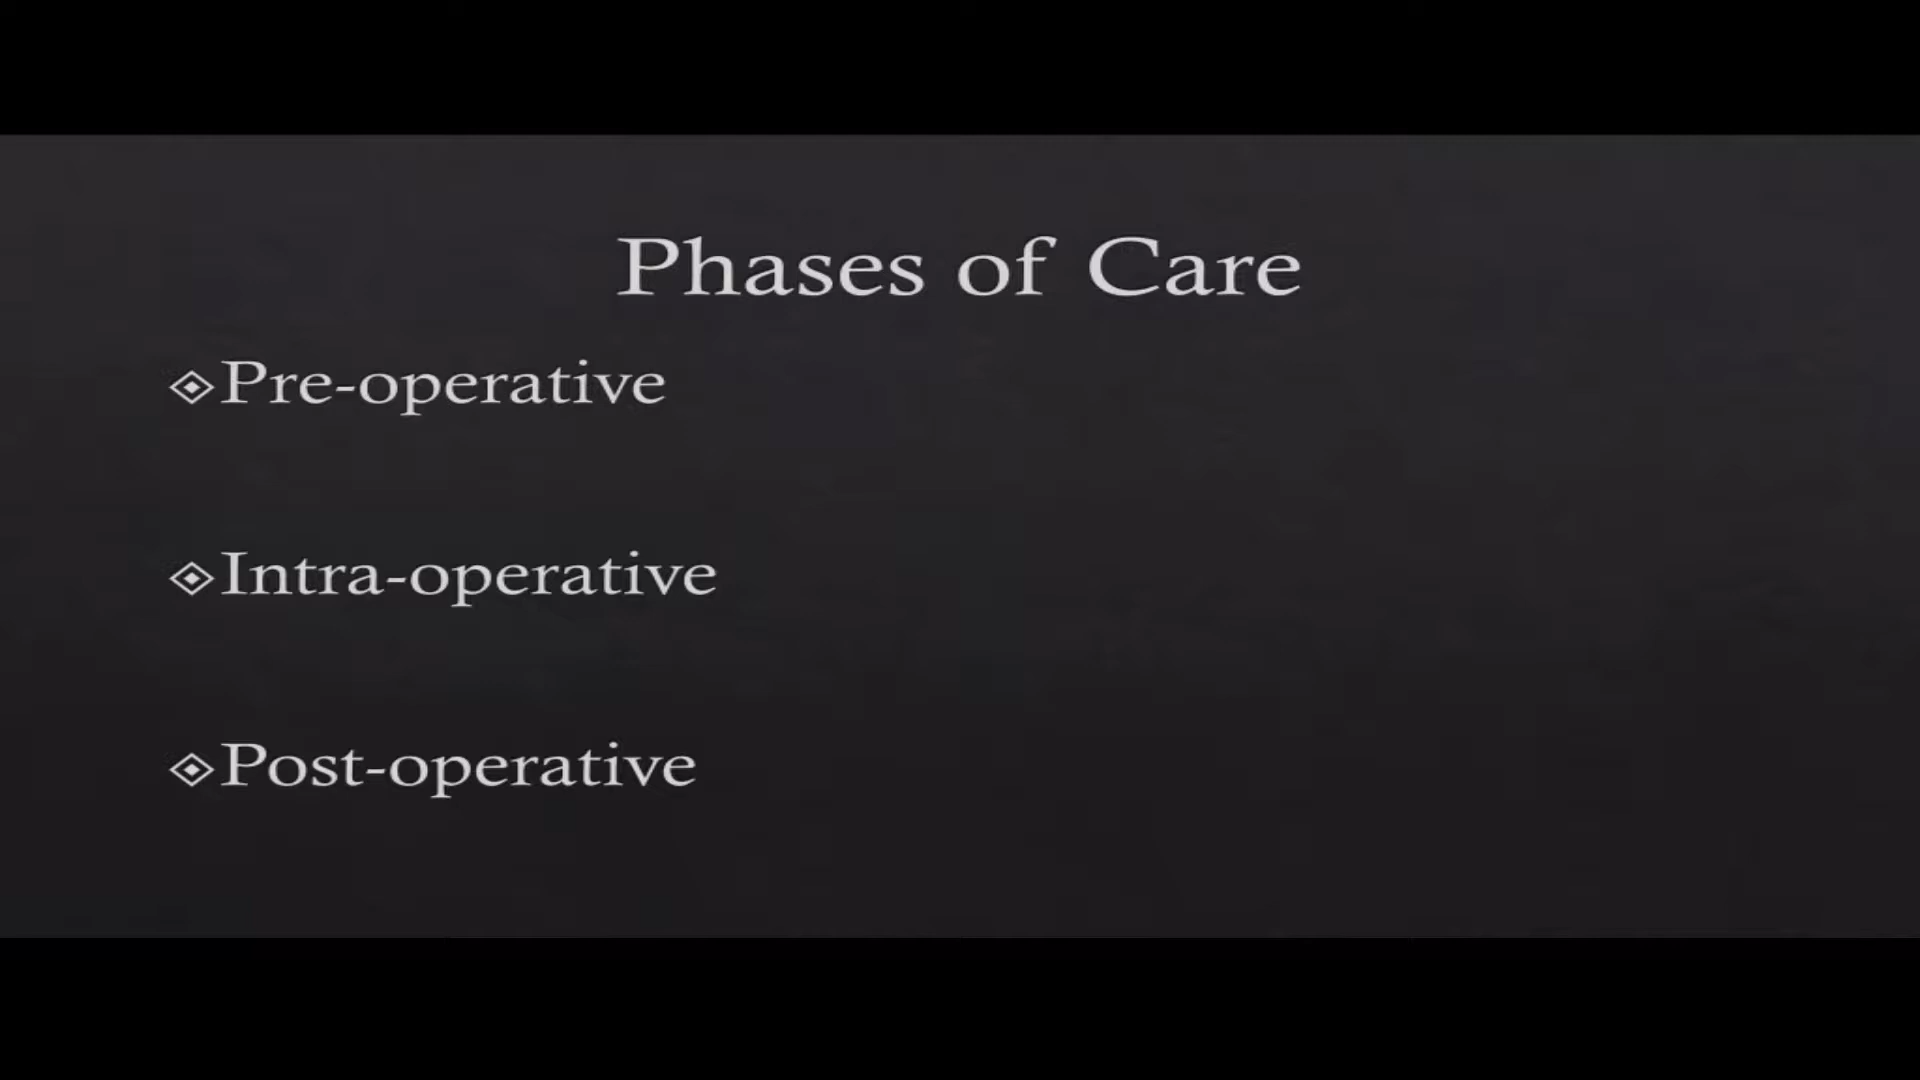 Phases of Care
Pre-operative
Intra-operative
Post-operative